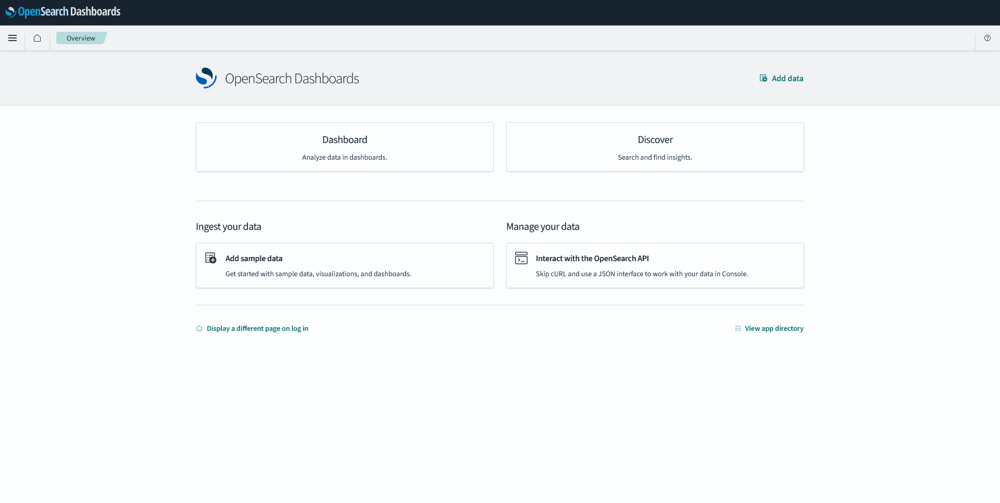 OpenSearch Dashboards
Overview
OpenSearch Dashboards
Add data
Dashboard
Analyze data in dashboards.
Discover
Search and find insights.
Ingest your data
Manage your data
Add sample data
Get started with sample data, visualizations, and dashboards.
Interact with the OpenSearch API
Skip cURL and use a JSON interface to work with your data in Console.
Display a different page on log in
View app directory